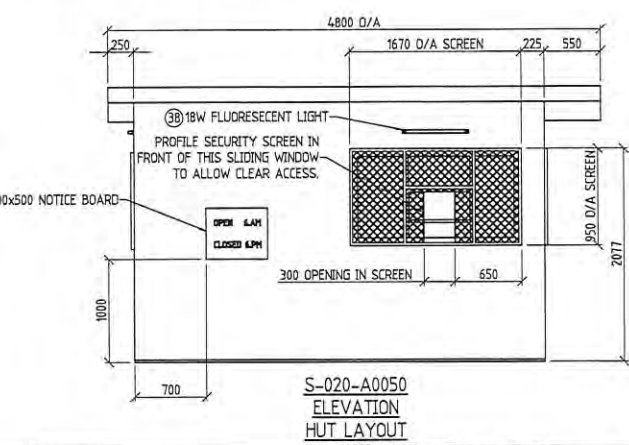 4800 O/A
250
1670 O/A SCREEN
225
550
38 18W FLUORESECENT LIGHT
PROFILE SECURITY SCREEN IN
FRONT OF THIS SLIDING WINDOW
TO ALLOW CLEAR ACCESS.
NOTICE BOARD
OPEN 6.AM
CLOSED 6.PM
950 O/A SCREEN
2077
300 OPENING IN SCREEN
650
1000
700
S-020-A0050
ELEVATION
HUT LAYOUT